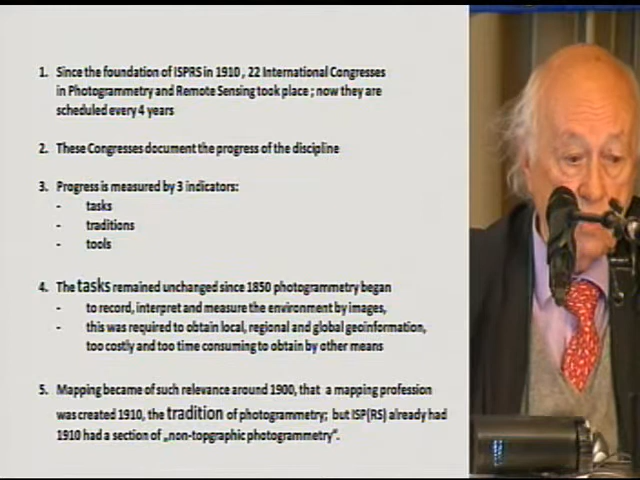 1. Since the foundation of ISPRS in 1910 , 22 International Congresses
in Photogrammetry and Remote Sensing took place ; now they are
scheduled every 4 years
2. These Congresses document the progress of the discipline
3. Progress is measured by 3 indicators:
- tasks
- traditions
- tools
4. The tasks remained unchanged since 1850 photogrammetry began
- to record, interpret and measure the environment by images,
- this was required to obtain local, regional and global geoinformation,
too costly and too time consuming to obtain by other means
5. Mapping became of such relevance around 1900, that a mapping profession
was created 1910, the tradition of photogrammetry; but ISP(RS) already had
1910 had a section of „non-topgraphic photogrammetry“.